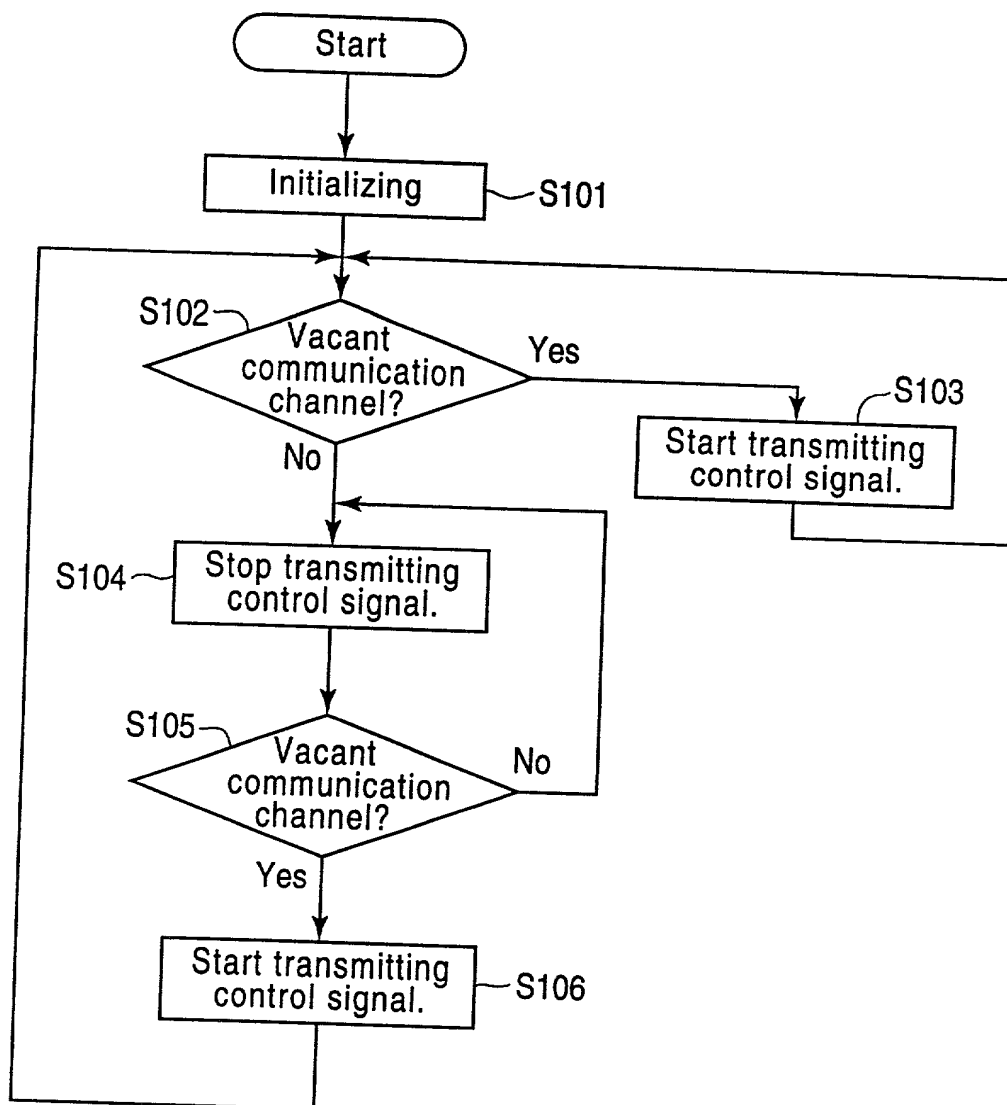 Start
Initializing
S101
S102
Vacant
communication
channel?
Yes
S103
Start transmitting
control signal.
No
S104
Stop transmitting
control signal.
S105
Vacant
communication
channel?
No
Yes
Start transmitting
control signal.
S106